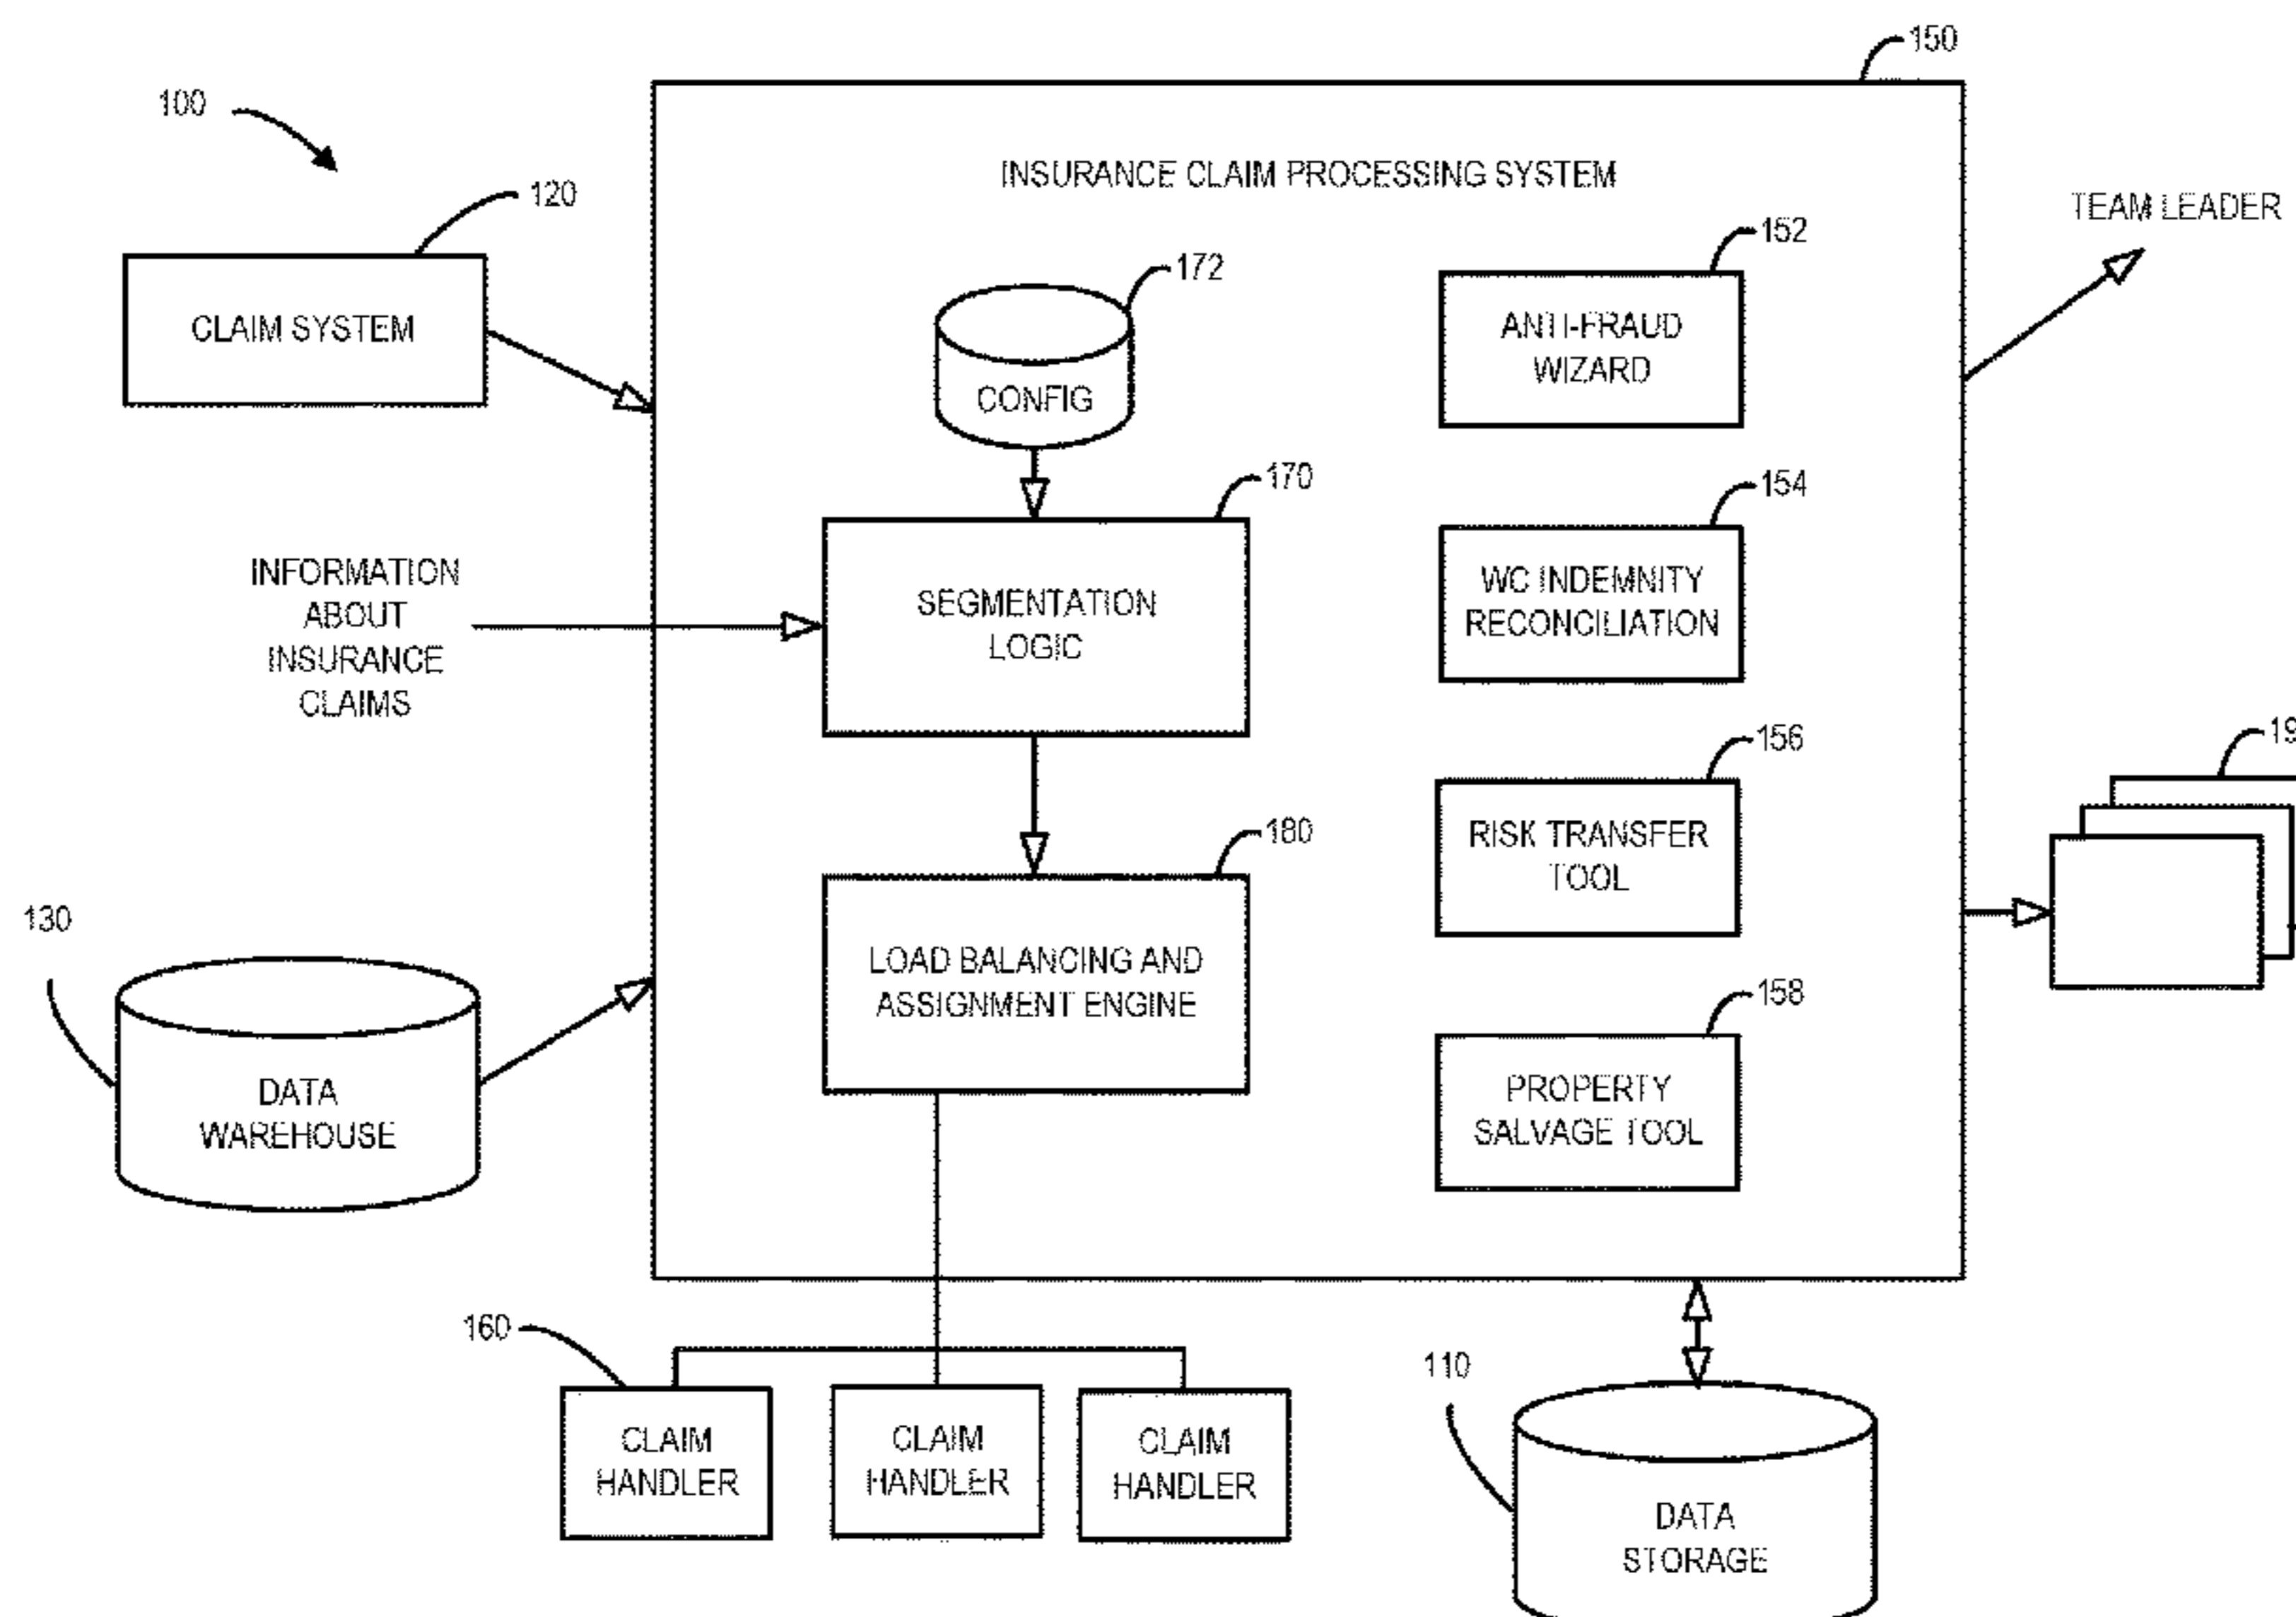 150
100
INSURANCE CLAIM PROCESSING SYSTEM
120
TEAM LEADER
152
172
CLAIM SYSTEM
ANTI-FRAUD
WIZARD
CONFIG
170
154
INFORMATION
ABOUT
INSURANCE
CLAIMS
SEGMENTATION
LOGIC
WC INDEMNITY
RECONCILIATION
156
180
RISK TRANSFER
TOOL
130
LOAD BALANCING AND
ASSIGNMENT ENGINE
158
DATA
WAREHOUSE
PROPERTY
SALVAGE TOOL
160
110
CLAIM
HANDLER
CLAIM
HANDLER
CLAIM
HANDLER
DATA
STORAGE